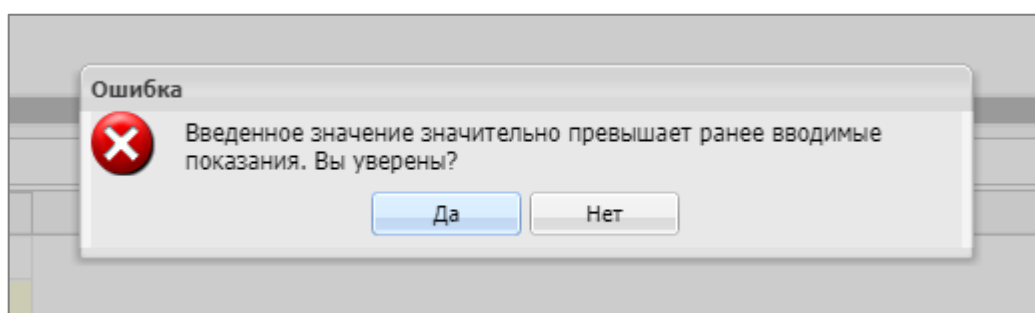 Ошибка
Введенное значение значительно превышает ранее вводимые
показания. Вы уверены?
Да
Нет